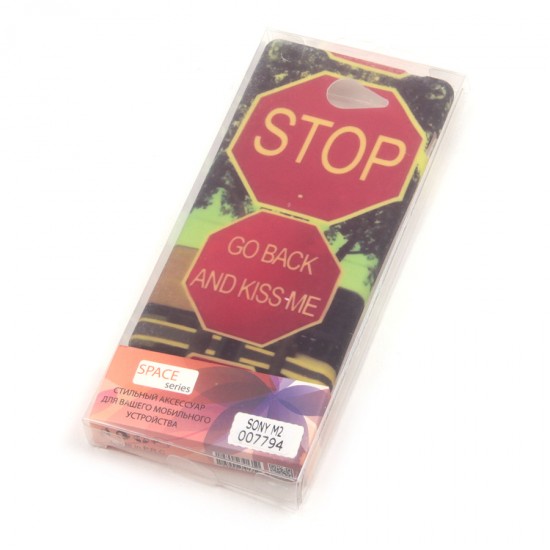 STOP
GO BACK
AND KISS-ME
SPACE
series
СТИЛЬНЫЙ АКСЕССУАР
ДЛЯ ВАШЕГО МОБИЛЬНОГО
УСТРОЙСТВА
SONY M2
007794